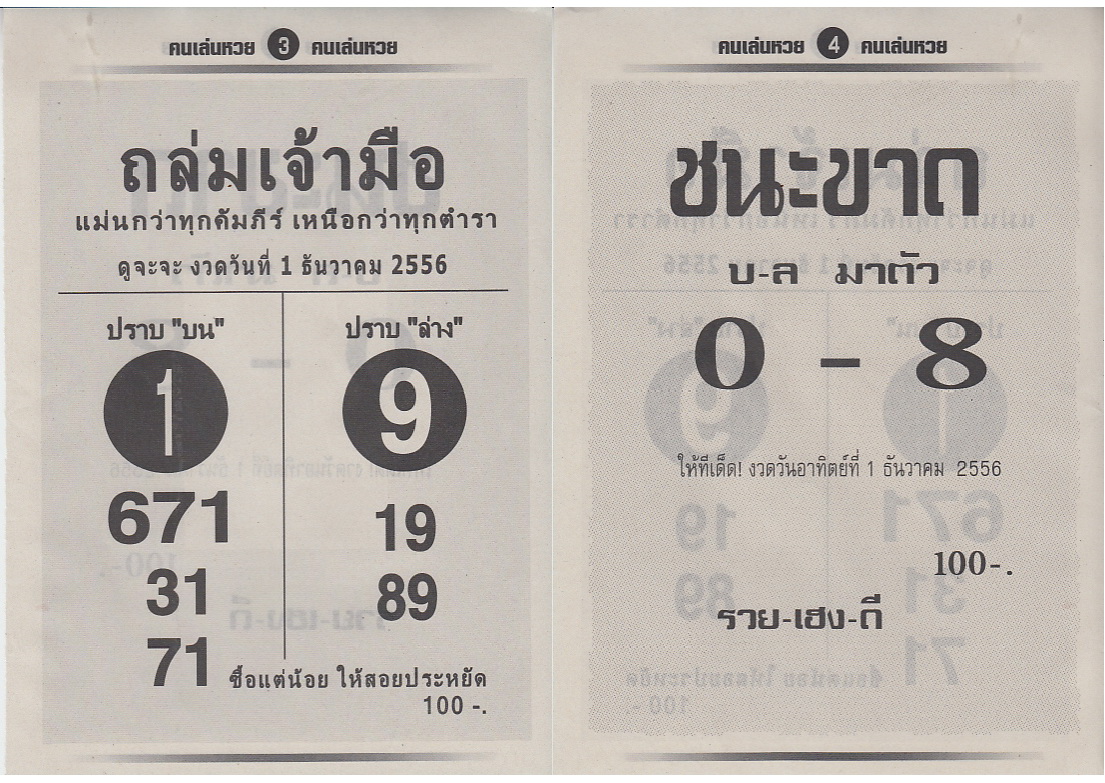 คนเล่นหวย 3 คนเล่นหวย
ถล่มเจ้ามือ
แม่นกว่าทุกคัมภีร์ เหนือกว่าทุกตำรา
ดูจะจะ งวดวันที่ 1 ธันวาคม 2556
ปราบ "บน"
1
671
31
71
ปราบ "ล่าง"
9
19
89
ซื้อแต่น้อย ให้สอยประหยัด
100 -.
คนเล่นหวย 4 คนเล่นหวย
ชนะขาด
บ-ล มาตัว
0 - 8
ให้ทีเด็ด! งวดวันอาทิตย์ที่ 1 ธันวาคม 2556
100-.
รวย-เฮง-ดี